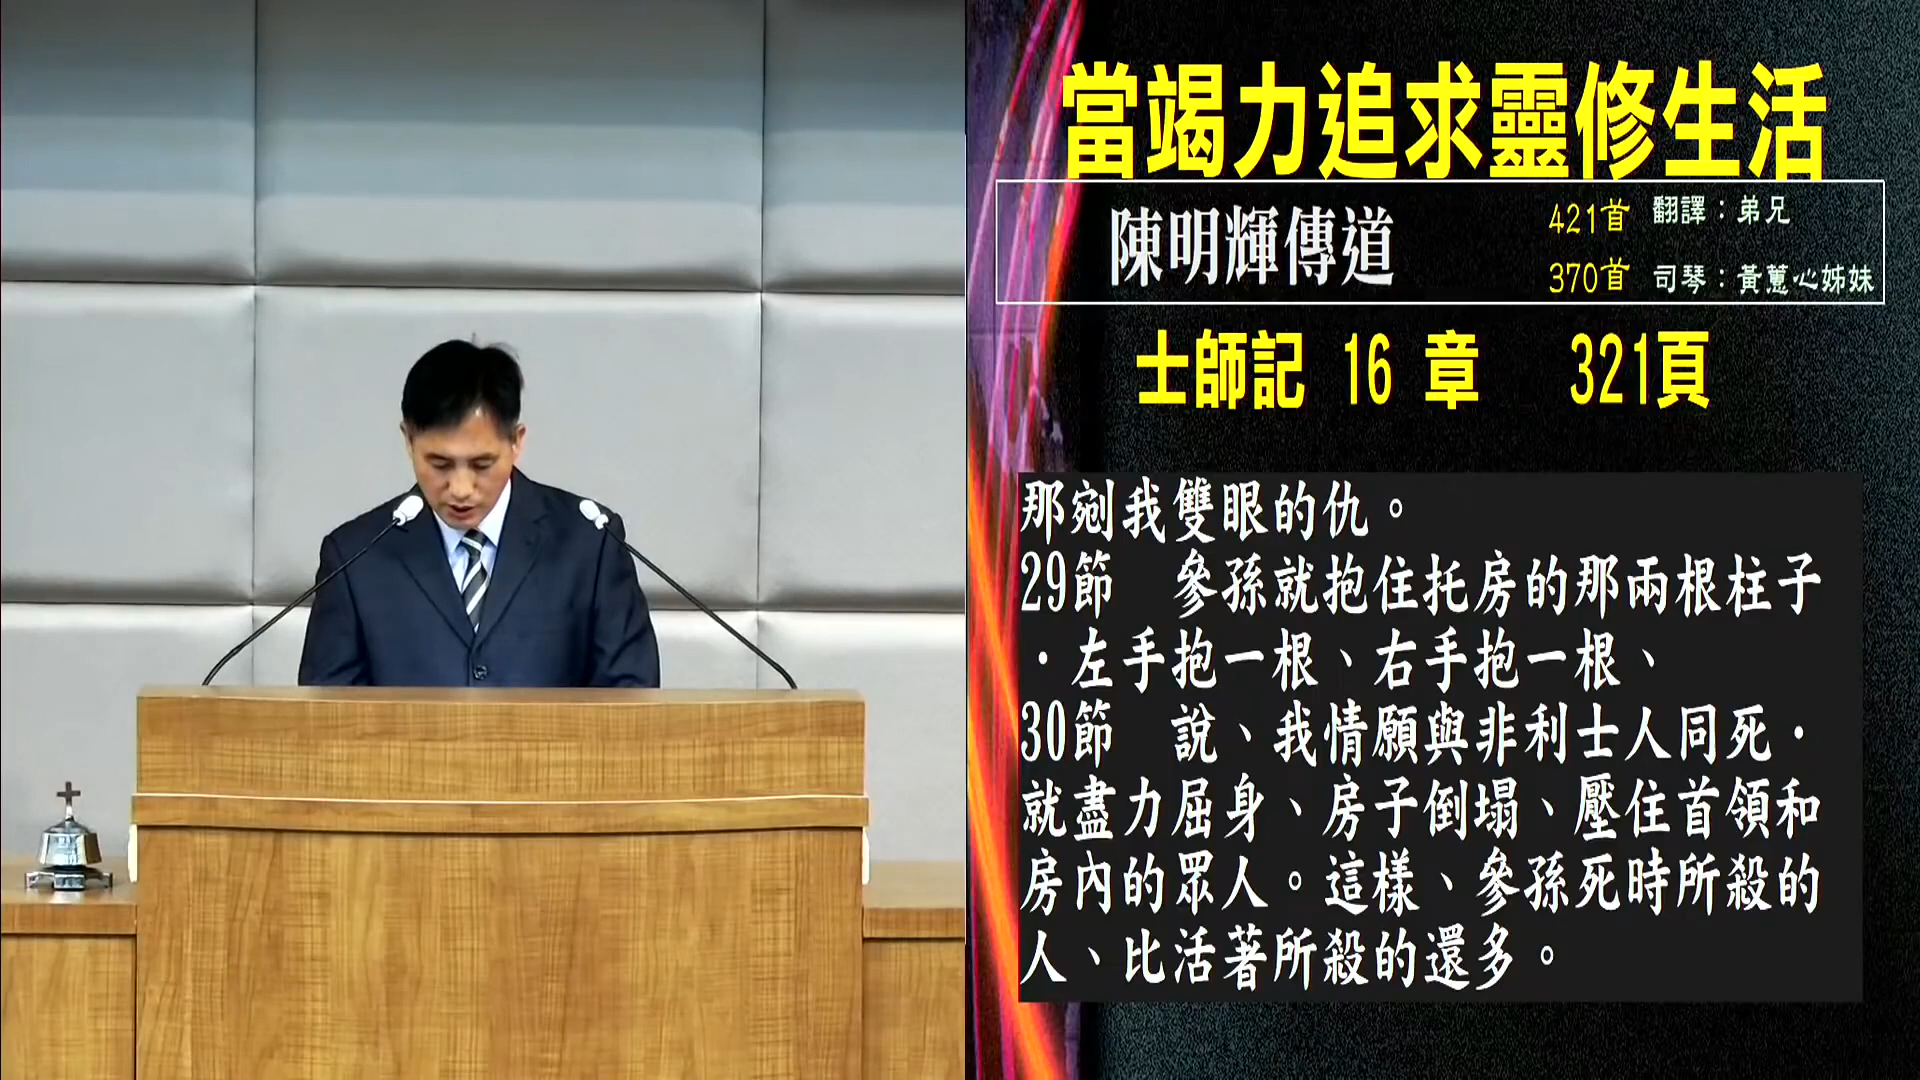 當竭力追求靈修生活
陳明輝傳道
421首 翻譯：弟兄
370首 司琴：黃蕙心姊妹
士師記 16 章 321頁
那剜我雙眼的仇。
29節 參孫就抱住托房的那兩根柱子
．左手抱一根、右手抱一根、
30節 說、我情願與非利士人同死．
就盡力屈身、房子倒塌、壓住首領和
房內的眾人。這樣、參孫死時所殺的
人、比活著所殺的還多。